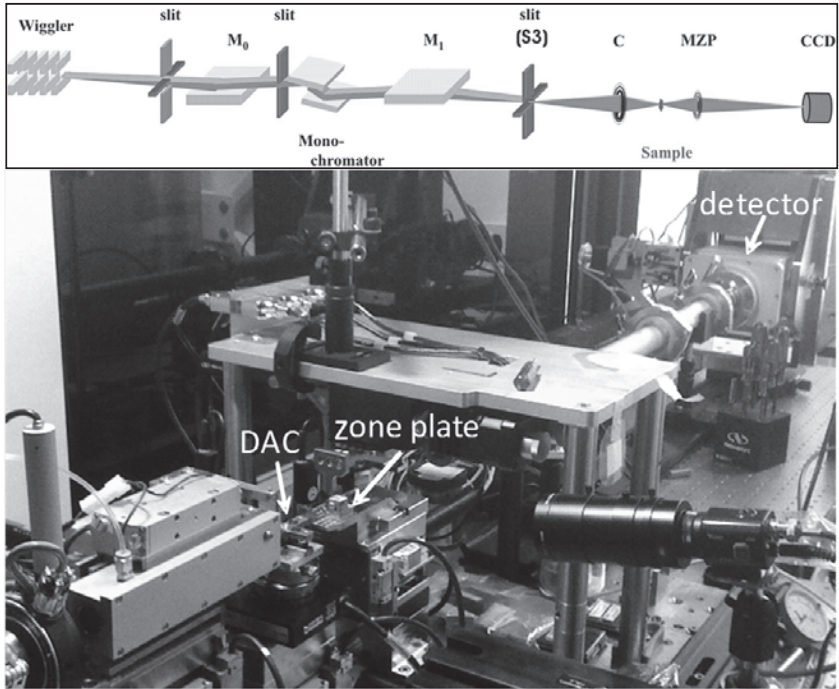 Wiggler
slit
M0
slit
Mono-
chromator
M1
slit
(S3)
C
MZP
CCD
Sample
detector
DAC
zone plate